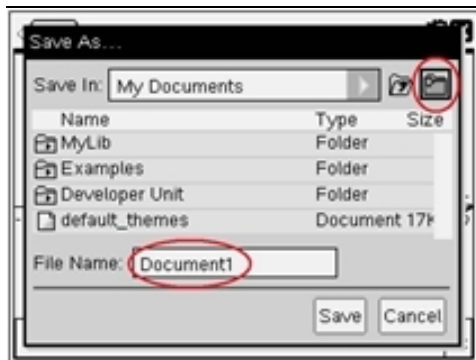 Save As...
Save In: My Documents
Name Type Size
MyLib Folder
Examples Folder
Developer Unit Folder
default_themes Document 17K
File Name: Document1
Save Cancel